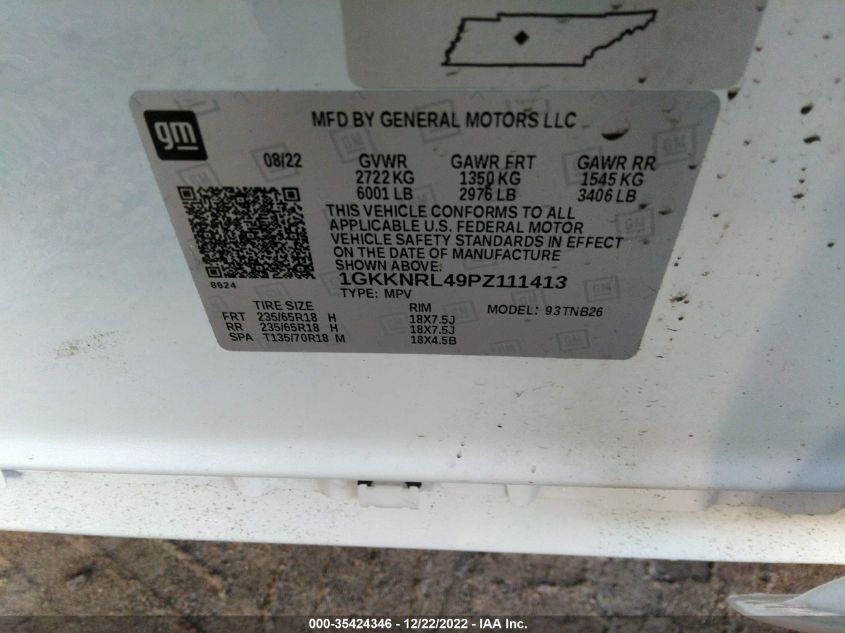 gm
MFD BY GENERAL MOTORS LLC
08/22 GVWR GAWR FRT GAWR RR
2722 KG 1350 KG 1545 KG
6001 LB 2976 LB 3406 LB
THIS VEHICLE CONFORMS TO ALL
APPLICABLE U.S. FEDERAL MOTOR
VEHICLE SAFETY STANDARDS IN EFFECT
ON THE DATE OF MANUFACTURE
SHOWN ABOVE.
8624
1GKKNRL49PZ111413
TYPE: MPV
TIRE SIZE RIM MODEL: 93TNB26
FRT 235/65R18 H 18X7.5J
RR 235/65R18 H 18X7.5J
SPA T135/70R18 M 18X4.5B
000-35424346 - 12/22/2022 - IAA Inc.